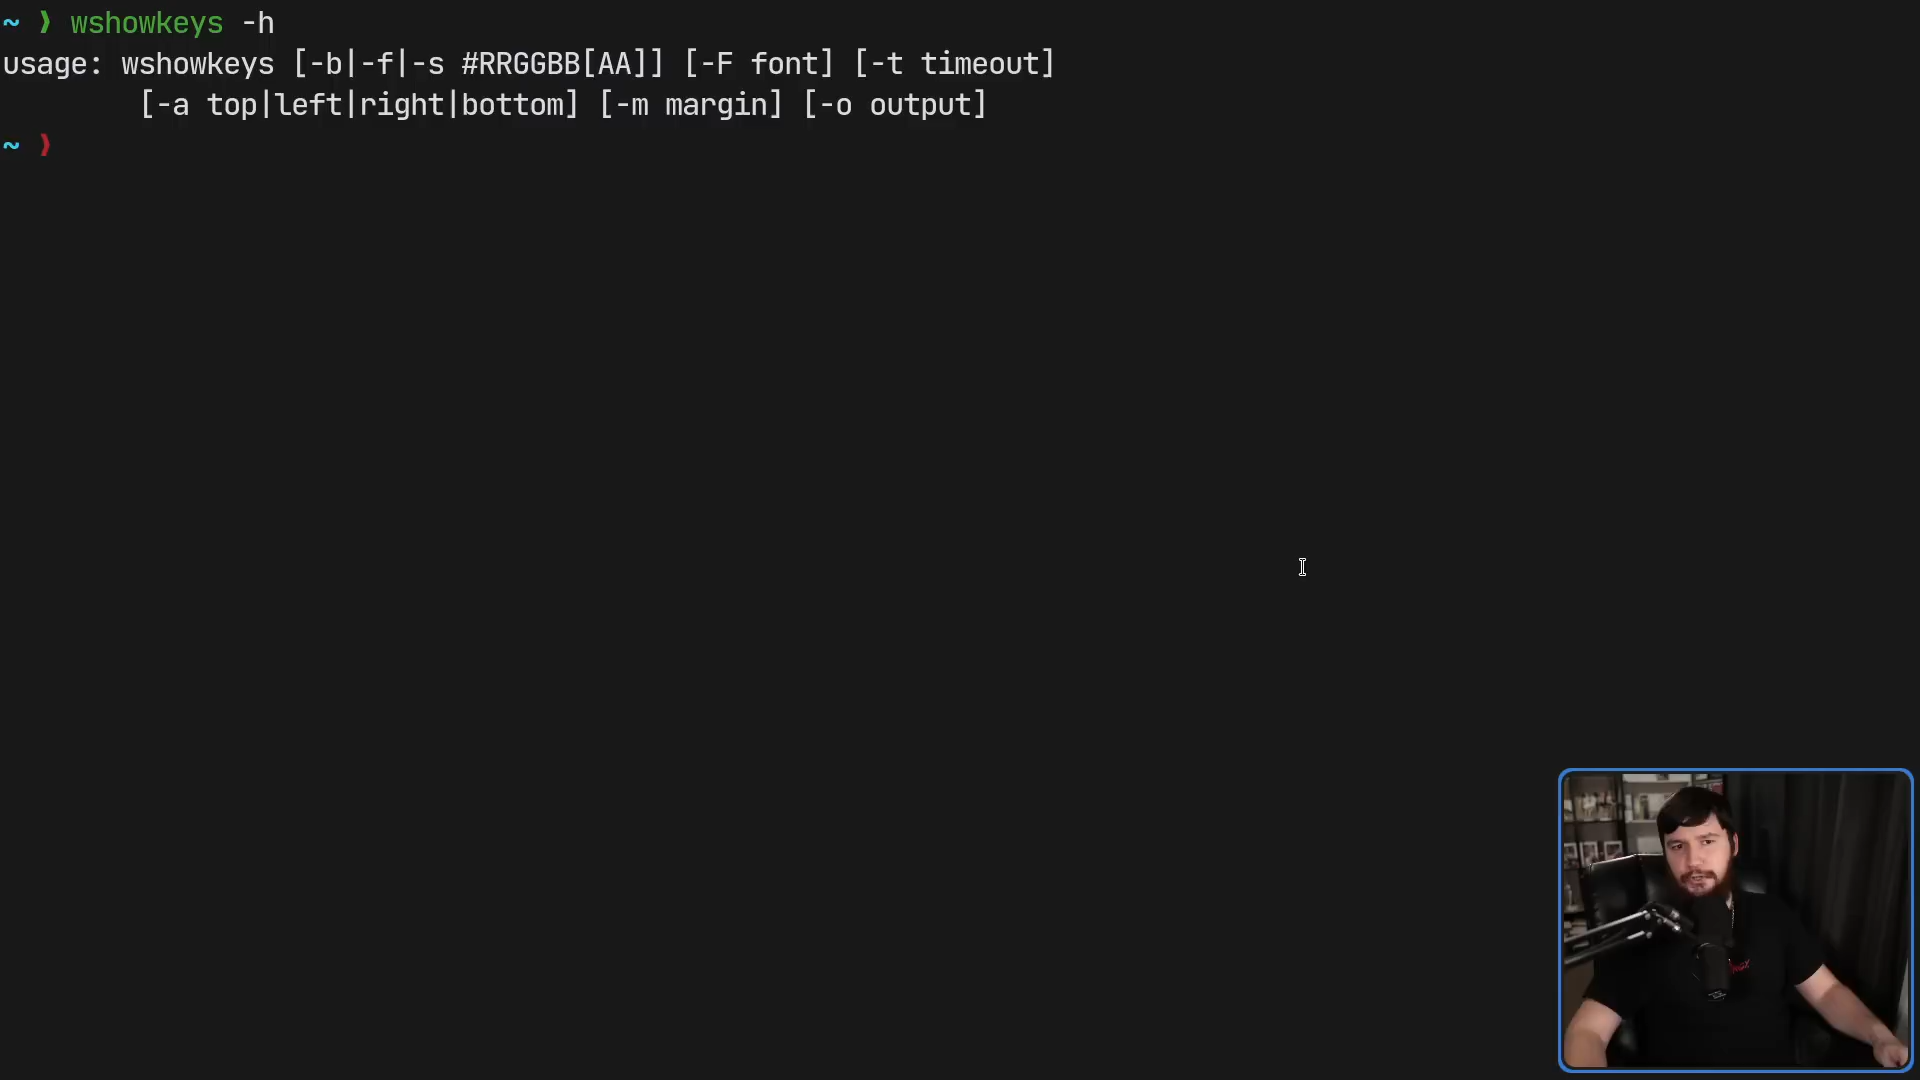 ~ ❩ wshowkeys -h
usage: wshowkeys [-b|-f|-s #RRGGBB[AA]] [-F font] [-t timeout]
[-a top|left|right|bottom] [-m margin] [-o output]
~ ❩